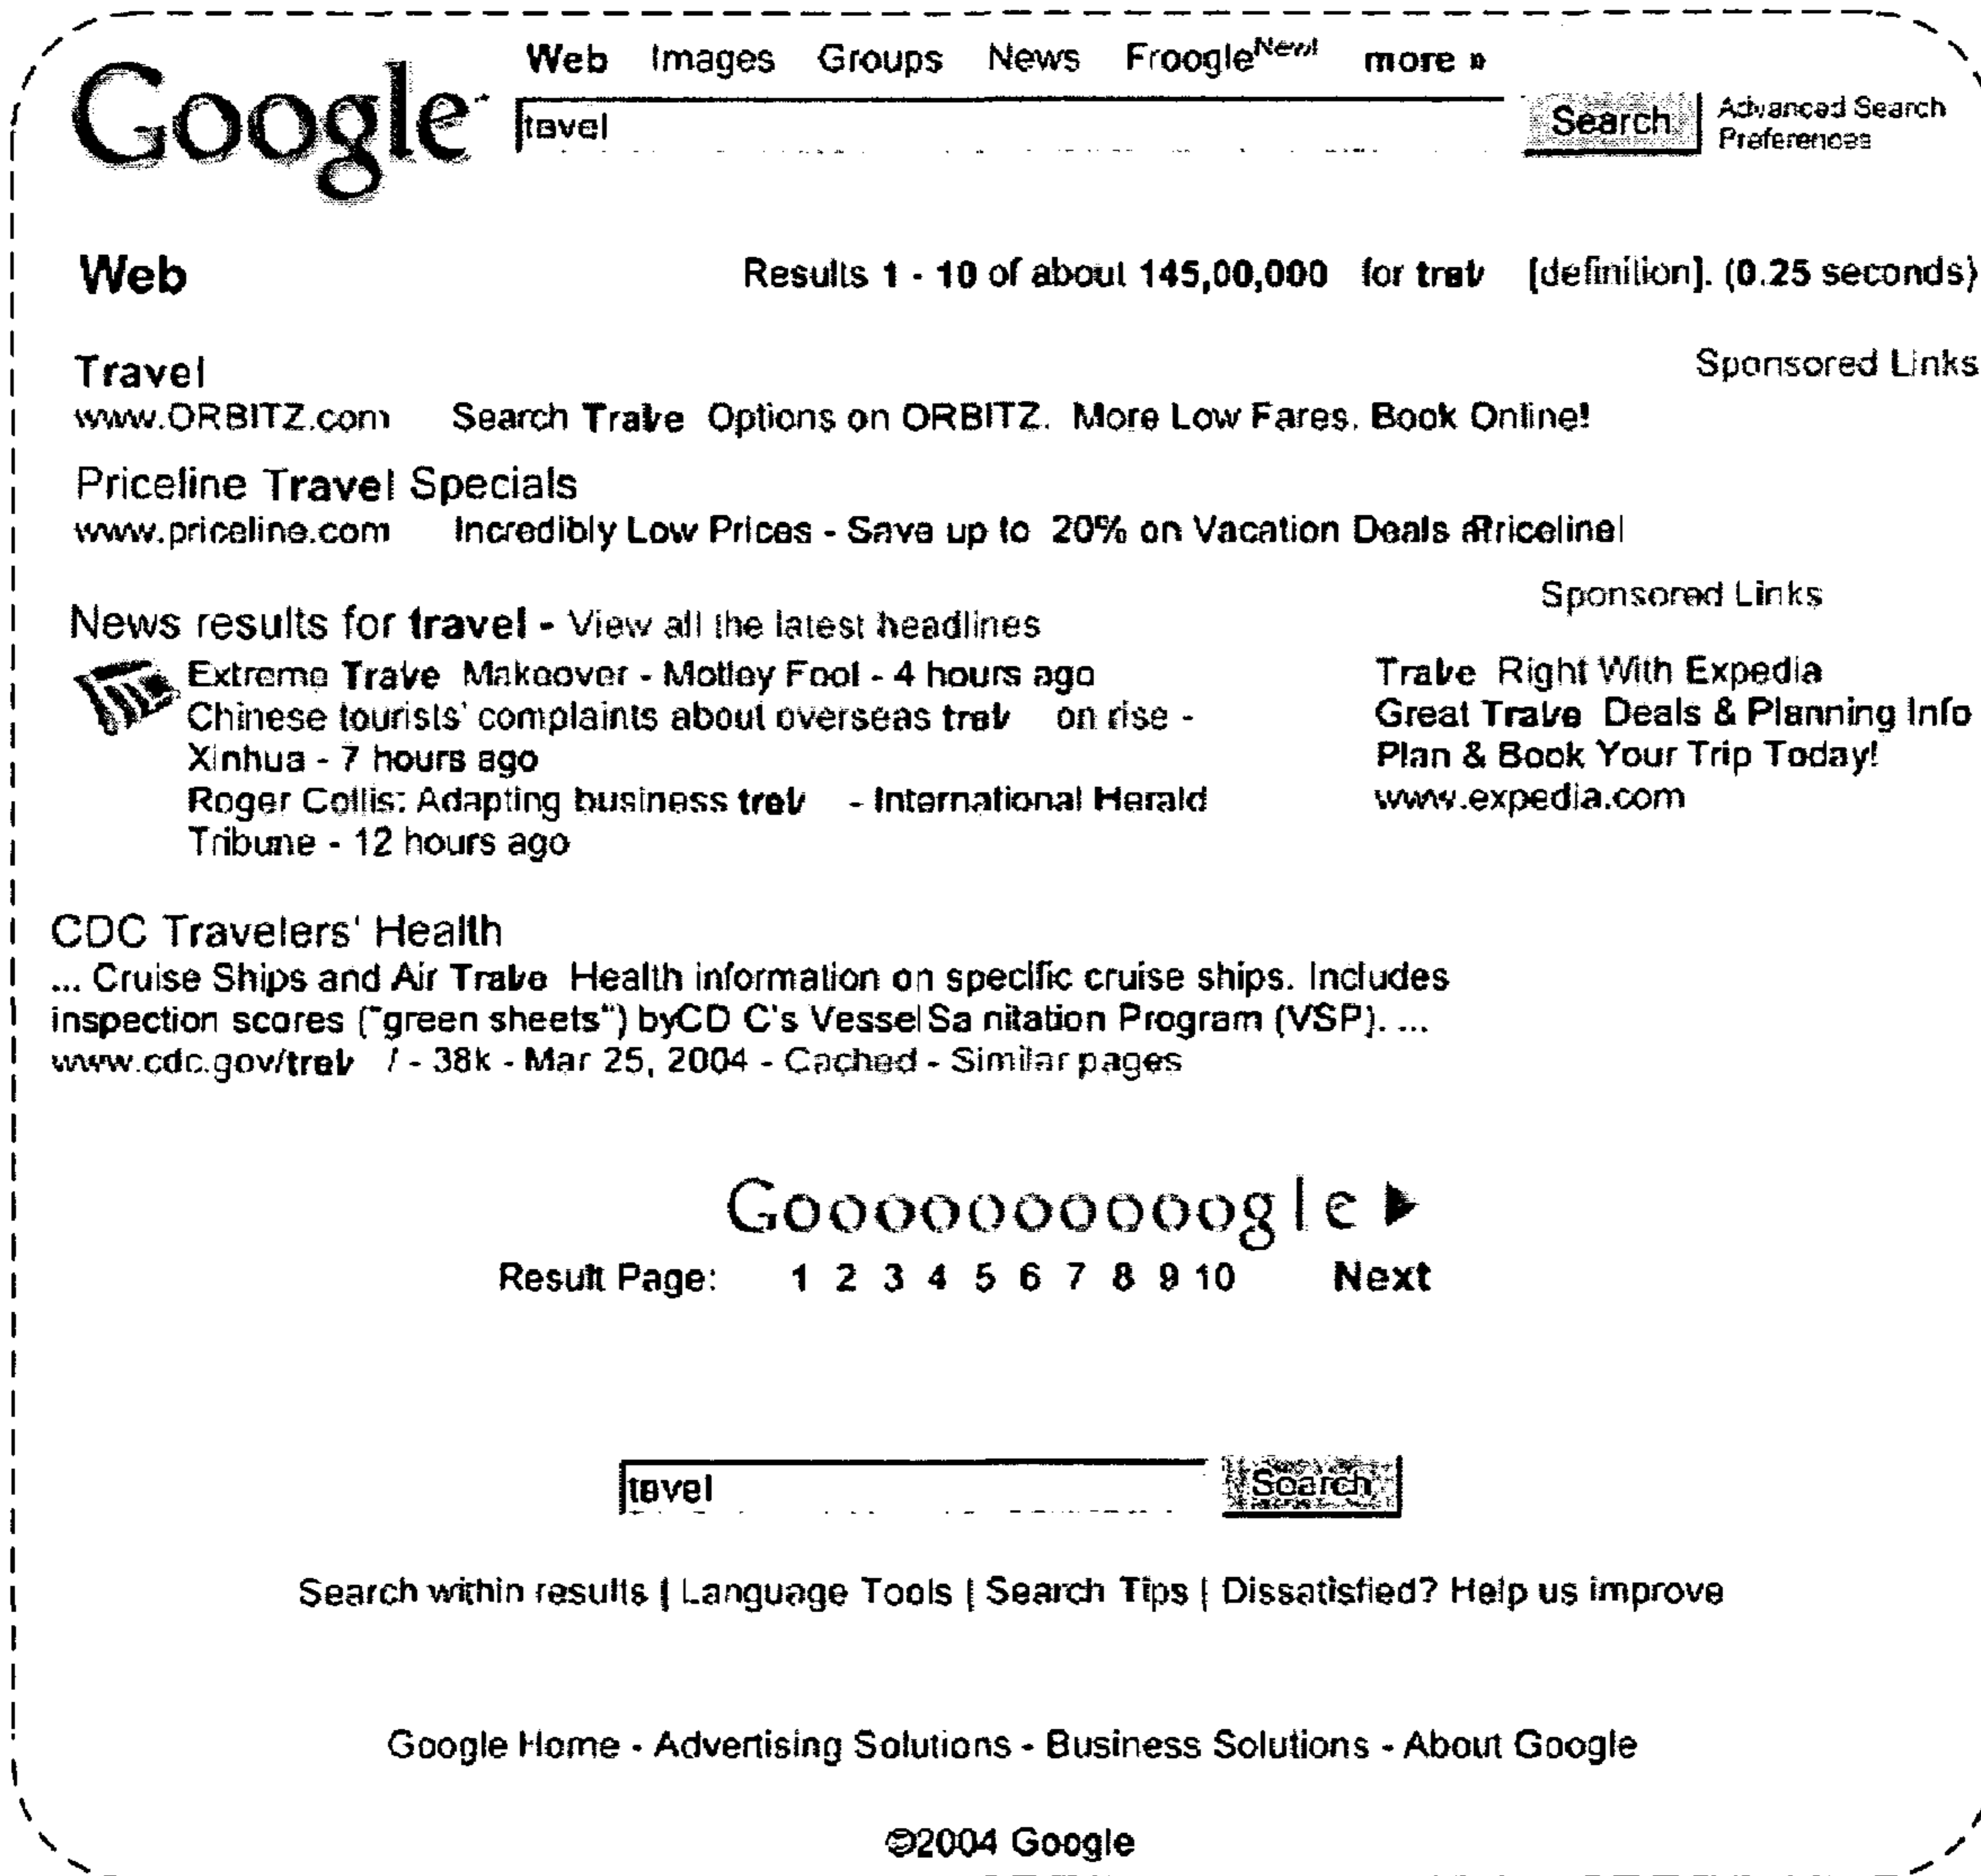 Google
Web Images Groups News Froogle New! more »
tavel Search Advanced Search
Preferences
Web Results 1 - 10 of about 145,00,000 for trav [definition]. (0.25 seconds)
Travel Sponsored Links
www.ORBITZ.com Search Trave Options on ORBITZ. More Low Fares. Book Online!
Priceline Travel Specials
www.priceline.com Incredibly Low Prices - Save up to 20% on Vacation Deals Priceline!
Sponsored Links
News results for travel - View all the latest headlines
Extreme Trave Makeover - Motley Fool - 4 hours ago
Chinese tourists' complaints about overseas trav on rise -
Xinhua - 7 hours ago
Roger Collis: Adapting business trav - International Herald
Tribune - 12 hours ago
Trave Right With Expedia
Great Trave Deals & Planning Info
Plan & Book Your Trip Today!
www.expedia.com
CDC Travelers' Health
... Cruise Ships and Air Trave Health information on specific cruise ships. Includes
inspection scores ("green sheets") byCD C's Vessel Sa nitation Program (VSP). ...
www.cdc.gov/trav / - 38k - Mar 25, 2004 - Cached - Similar pages
Goooooooooogle ►
Result Page: 1 2 3 4 5 6 7 8 9 10 Next
tavel Search
Search within results | Language Tools | Search Tips | Dissatisfied? Help us improve
Google Home - Advertising Solutions - Business Solutions - About Google
©2004 Google